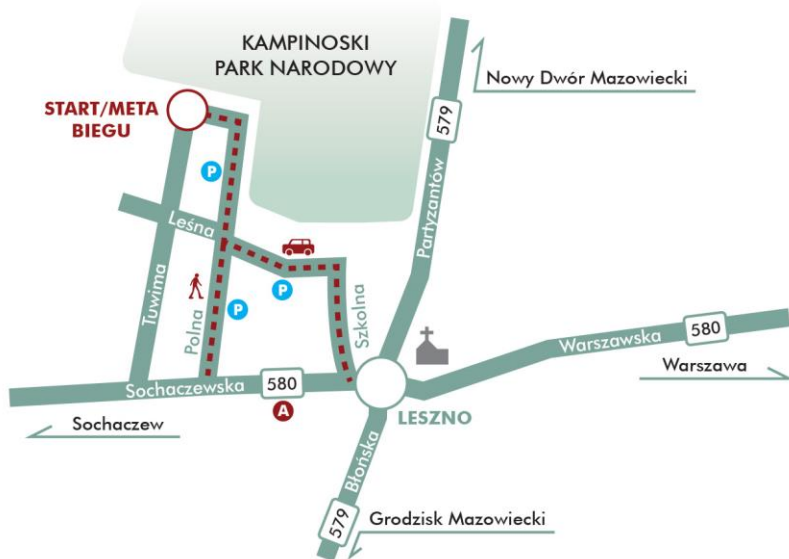 KAMPINOSKI
PARK NARODOWY
Nowy Dwór Mazowiecki
START/META
BIEGU
579
P
Partyzantów
Leśna
Tuwima
Polna
P
P
Szkolna
Warszawska
580
Warszawa
Sochaczewska
580
A
LESZNO
Sochaczew
Błońska
579
Grodzisk Mazowiecki